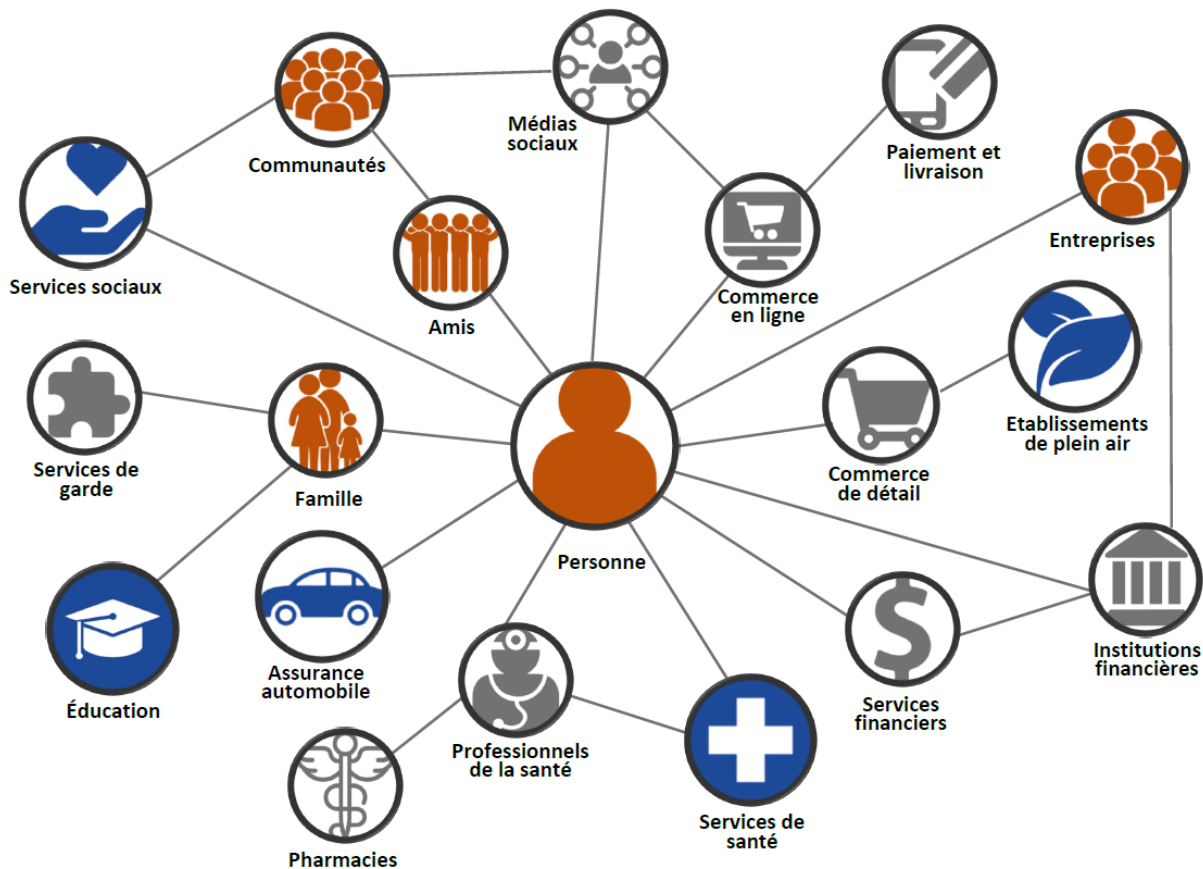 Communautés
Médias
sociaux
Paiement et
livraison
Entreprises
Services sociaux
Amis
Commerce
en ligne
Services de
garde
Famille
Personne
Commerce
de détail
Etablissements
de plein air
Éducation
Assurance
automobile
Professionnels
de la santé
Services
financiers
Institutions
financières
Pharmacies
Services de
santé